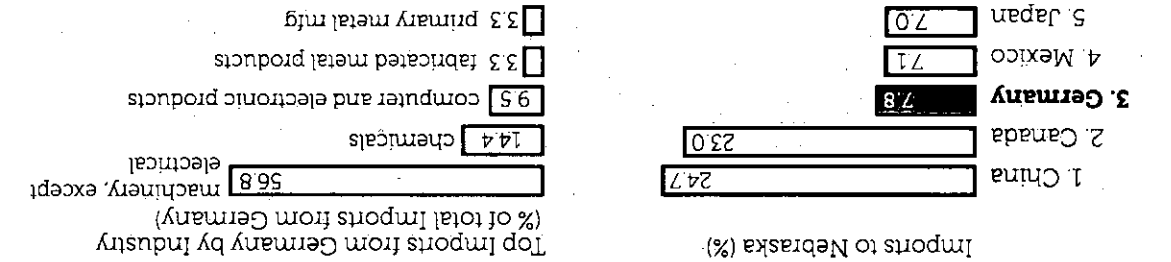 Imports to Nebraska (%)
1. China 24.7
2. Canada 23.0
3. Germany 7.8
4. Mexico 7.1
5. Japan 7.0
Top Imports from Germany by Industry
(% of total Imports from Germany)
56.8 machinery, except
electrical
14.4 chemicals
9.5 computer and electronic products
3.3 fabricated metal products
3.3 primary metal mfg